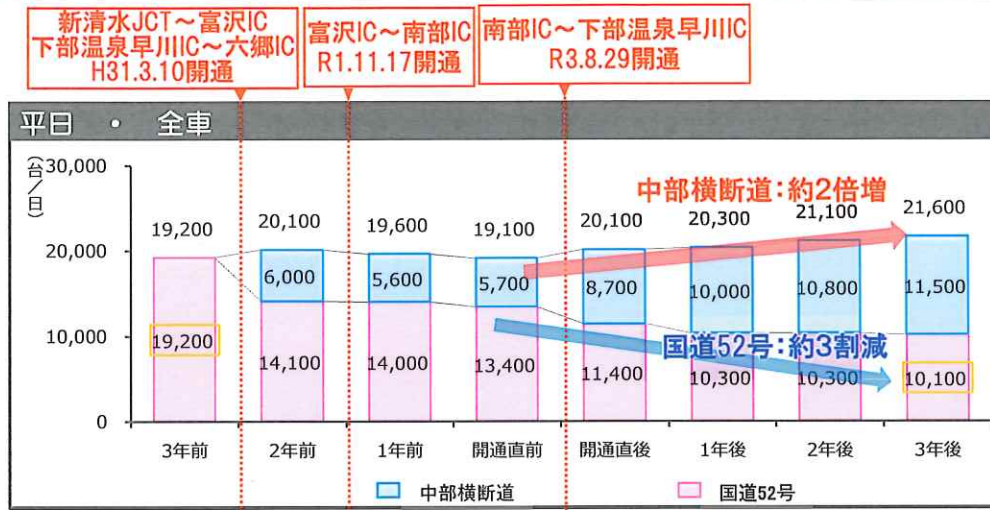 新清水JCT～富沢IC
下部温泉早川IC～六郷IC
H31.3.10開通
富沢IC～南部IC
R1.11.17開通
南部IC～下部温泉早川IC
R3.8.29開通
平日 ・ 全車
(台/日)
30,000
20,000
10,000
0
中部横断道：約2倍増
19,200 20,100 19,600 19,100 20,100 20,300 21,100 21,600
6,000 5,600 5,700 8,700 10,000 10,800 11,500
国道52号：約3割減
19,200 14,100 14,000 13,400 11,400 10,300 10,300 10,100
3年前 2年前 1年前 開通直前 開通直後 1年後 2年後 3年後
中部横断道 国道52号